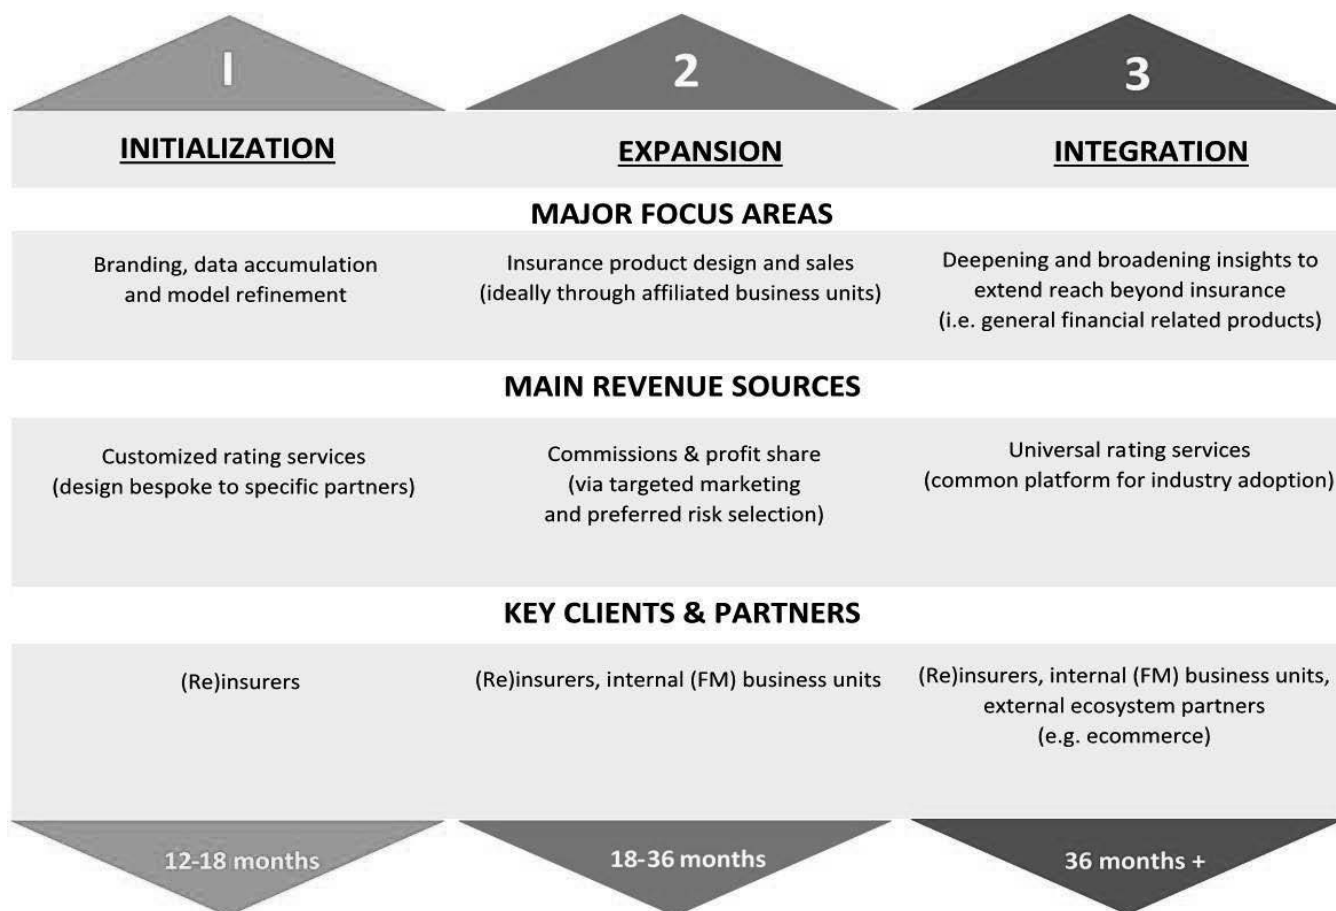 1
2
3
INITIALIZATION
EXPANSION
INTEGRATION
MAJOR FOCUS AREAS
Branding, data accumulation
and model refinement
Insurance product design and sales
(ideally through affiliated business units)
Deepening and broadening insights to
extend reach beyond insurance
(i.e. general financial related products)
MAIN REVENUE SOURCES
Customized rating services
(design bespoke to specific partners)
Commissions & profit share
(via targeted marketing
and preferred risk selection)
Universal rating services
(common platform for industry adoption)
KEY CLIENTS & PARTNERS
(Re)insurers
(Re)insurers, internal (FM) business units
(Re)insurers, internal (FM) business units,
external ecosystem partners
(e.g. ecommerce)
12-18 months
18-36 months
36 months +